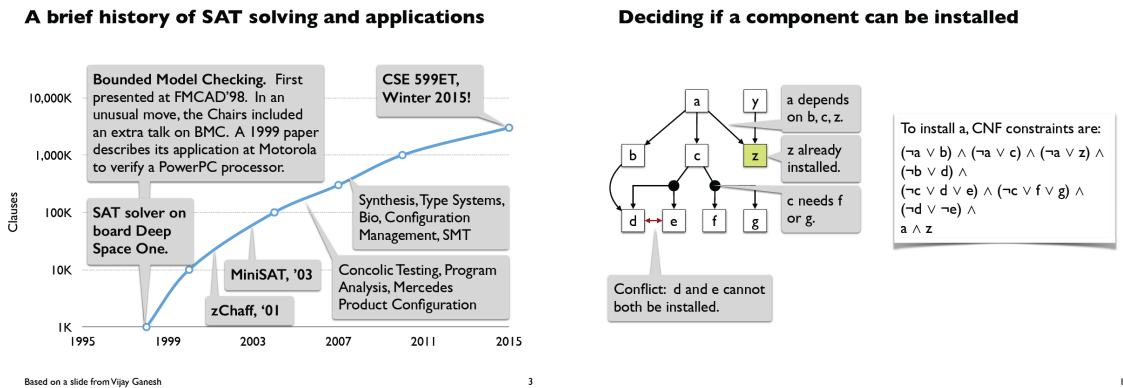 A brief history of SAT solving and applications
Clauses
10,000K
1,000K
100K
10K
1K
1995
1999
2003
2007
2011
2015
Bounded Model Checking. First
presented at FMCAD'98. In an
unusual move, the Chairs included
an extra talk on BMC. A 1999 paper
describes its application at Motorola
to verify a PowerPC processor.
CSE 599ET,
Winter 2015!
SAT solver on
board Deep
Space One.
Synthesis, Type Systems,
Bio, Configuration
Management, SMT
MiniSAT, '03
Concolic Testing, Program
Analysis, Mercedes
Product Configuration
zChaff, '01
Based on a slide from Vijay Ganesh
3
Deciding if a component can be installed
a
y
b
c
z
d
e
f
g
a depends
on b, c, z.
z already
installed.
c needs f
or g.
Conflict: d and e cannot
both be installed.
To install a, CNF constraints are:
(¬a ∨ b) ∧ (¬a ∨ c) ∧ (¬a ∨ z) ∧
(¬b ∨ d) ∧
(¬c ∨ d ∨ e) ∧ (¬c ∨ f ∨ g) ∧
(¬d ∨ ¬e) ∧
a ∧ z
1